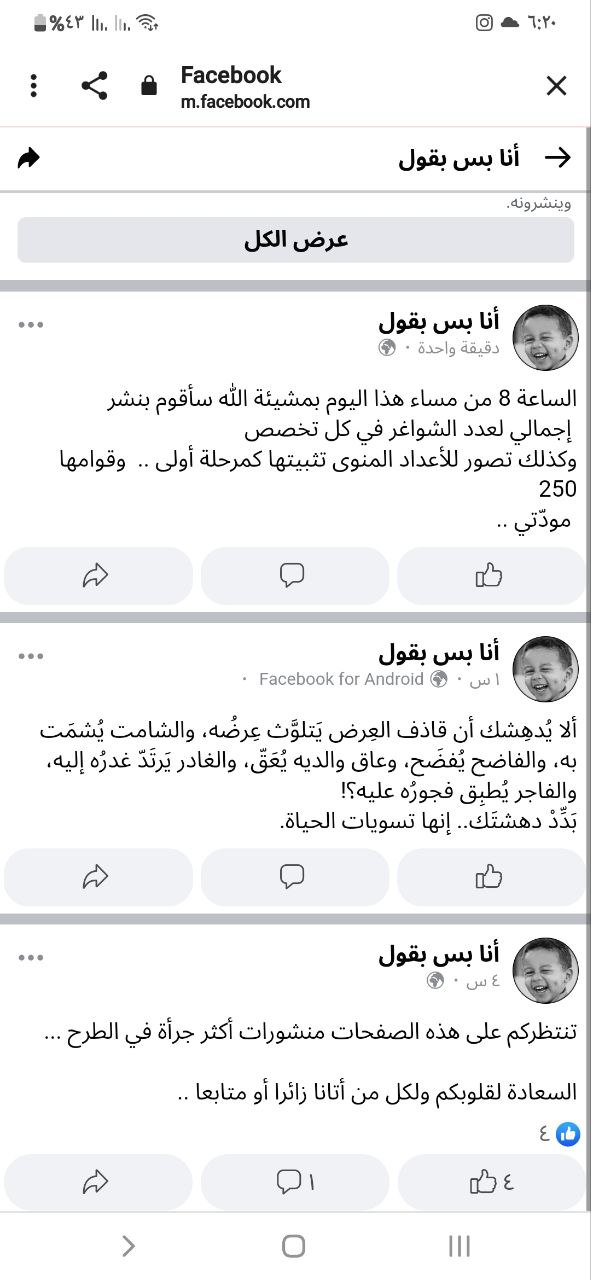 ٦:٢٠
%٤٣
Facebook
m.facebook.com
أنا بس بقول
وينشرونه.
عرض الكل
أنا بس بقول
دقيقة واحدة ·
الساعة 8 من مساء هذا اليوم بمشيئة الله سأقوم بنشر
إجمالي لعدد الشواغر في كل تخصص
وكذلك تصور للأعداد المنوى تثبيتها كمرحلة أولى .. وقوامها
250
مودّتي ..
أنا بس بقول
١ س · Facebook for Android ·
ألا يُدهِشك أن قاذف العِرض يَتلوَّث عِرضُه، والشامت يُشمَت
به، والفاضح يُفضَح، وعاق والديه يُعَقّ، والغادر يَرتَدّ غدرُه إليه،
والفاجر يُطبِق فجورُه عليه؟!
بَدِّدْ دهشتَك.. إنها تسويات الحياة.
أنا بس بقول
٤ س ·
تنتظركم على هذه الصفحات منشورات أكثر جرأة في الطرح ...
السعادة لقلوبكم ولكل من أتانا زائرا أو متابعا ..
٤
٤
١